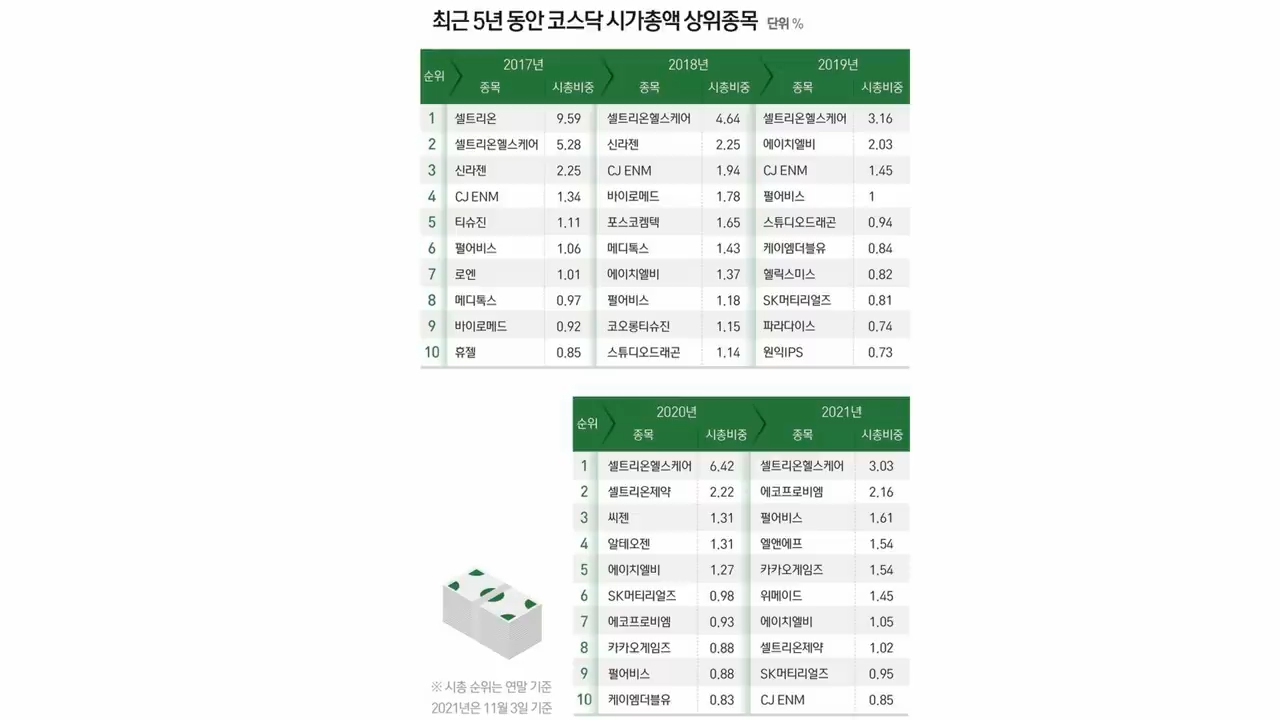 최근 5년 동안 코스닥 시가총액 상위종목 단위 %
순위 2017년 2018년 2019년
종목 시총비중 종목 시총비중 종목 시총비중
1 셀트리온 9.59 셀트리온헬스케어 4.64 셀트리온헬스케어 3.16
2 셀트리온헬스케어 5.28 신라젠 2.25 에이치엘비 2.03
3 신라젠 2.25 CJ ENM 1.94 CJ ENM 1.45
4 CJ ENM 1.34 바이로메드 1.78 펄어비스 1
5 티슈진 1.11 포스코켐텍 1.65 스튜디오드래곤 0.94
6 펄어비스 1.06 메디톡스 1.43 케이엠더블유 0.84
7 로엔 1.01 에이치엘비 1.37 엘릭스미스 0.82
8 메디톡스 0.97 펄어비스 1.18 SK머티리얼즈 0.81
9 바이로메드 0.92 코오롱티슈진 1.15 파라다이스 0.74
10 휴젤 0.85 스튜디오드래곤 1.14 원익IPS 0.73
순위 2020년 2021년
종목 시총비중 종목 시총비중
1 셀트리온헬스케어 6.42 셀트리온헬스케어 3.03
2 셀트리온제약 2.22 에코프로비엠 2.16
3 씨젠 1.31 펄어비스 1.61
4 알테오젠 1.31 엘앤에프 1.54
5 에이치엘비 1.27 카카오게임즈 1.54
6 SK머티리얼즈 0.98 위메이드 1.45
7 에코프로비엠 0.93 에이치엘비 1.05
8 카카오게임즈 0.88 셀트리온제약 1.02
9 펄어비스 0.88 SK머티리얼즈 0.95
10 케이엠더블유 0.83 CJ ENM 0.85
※ 시총 순위는 연말 기준
2021년은 11월 3일 기준